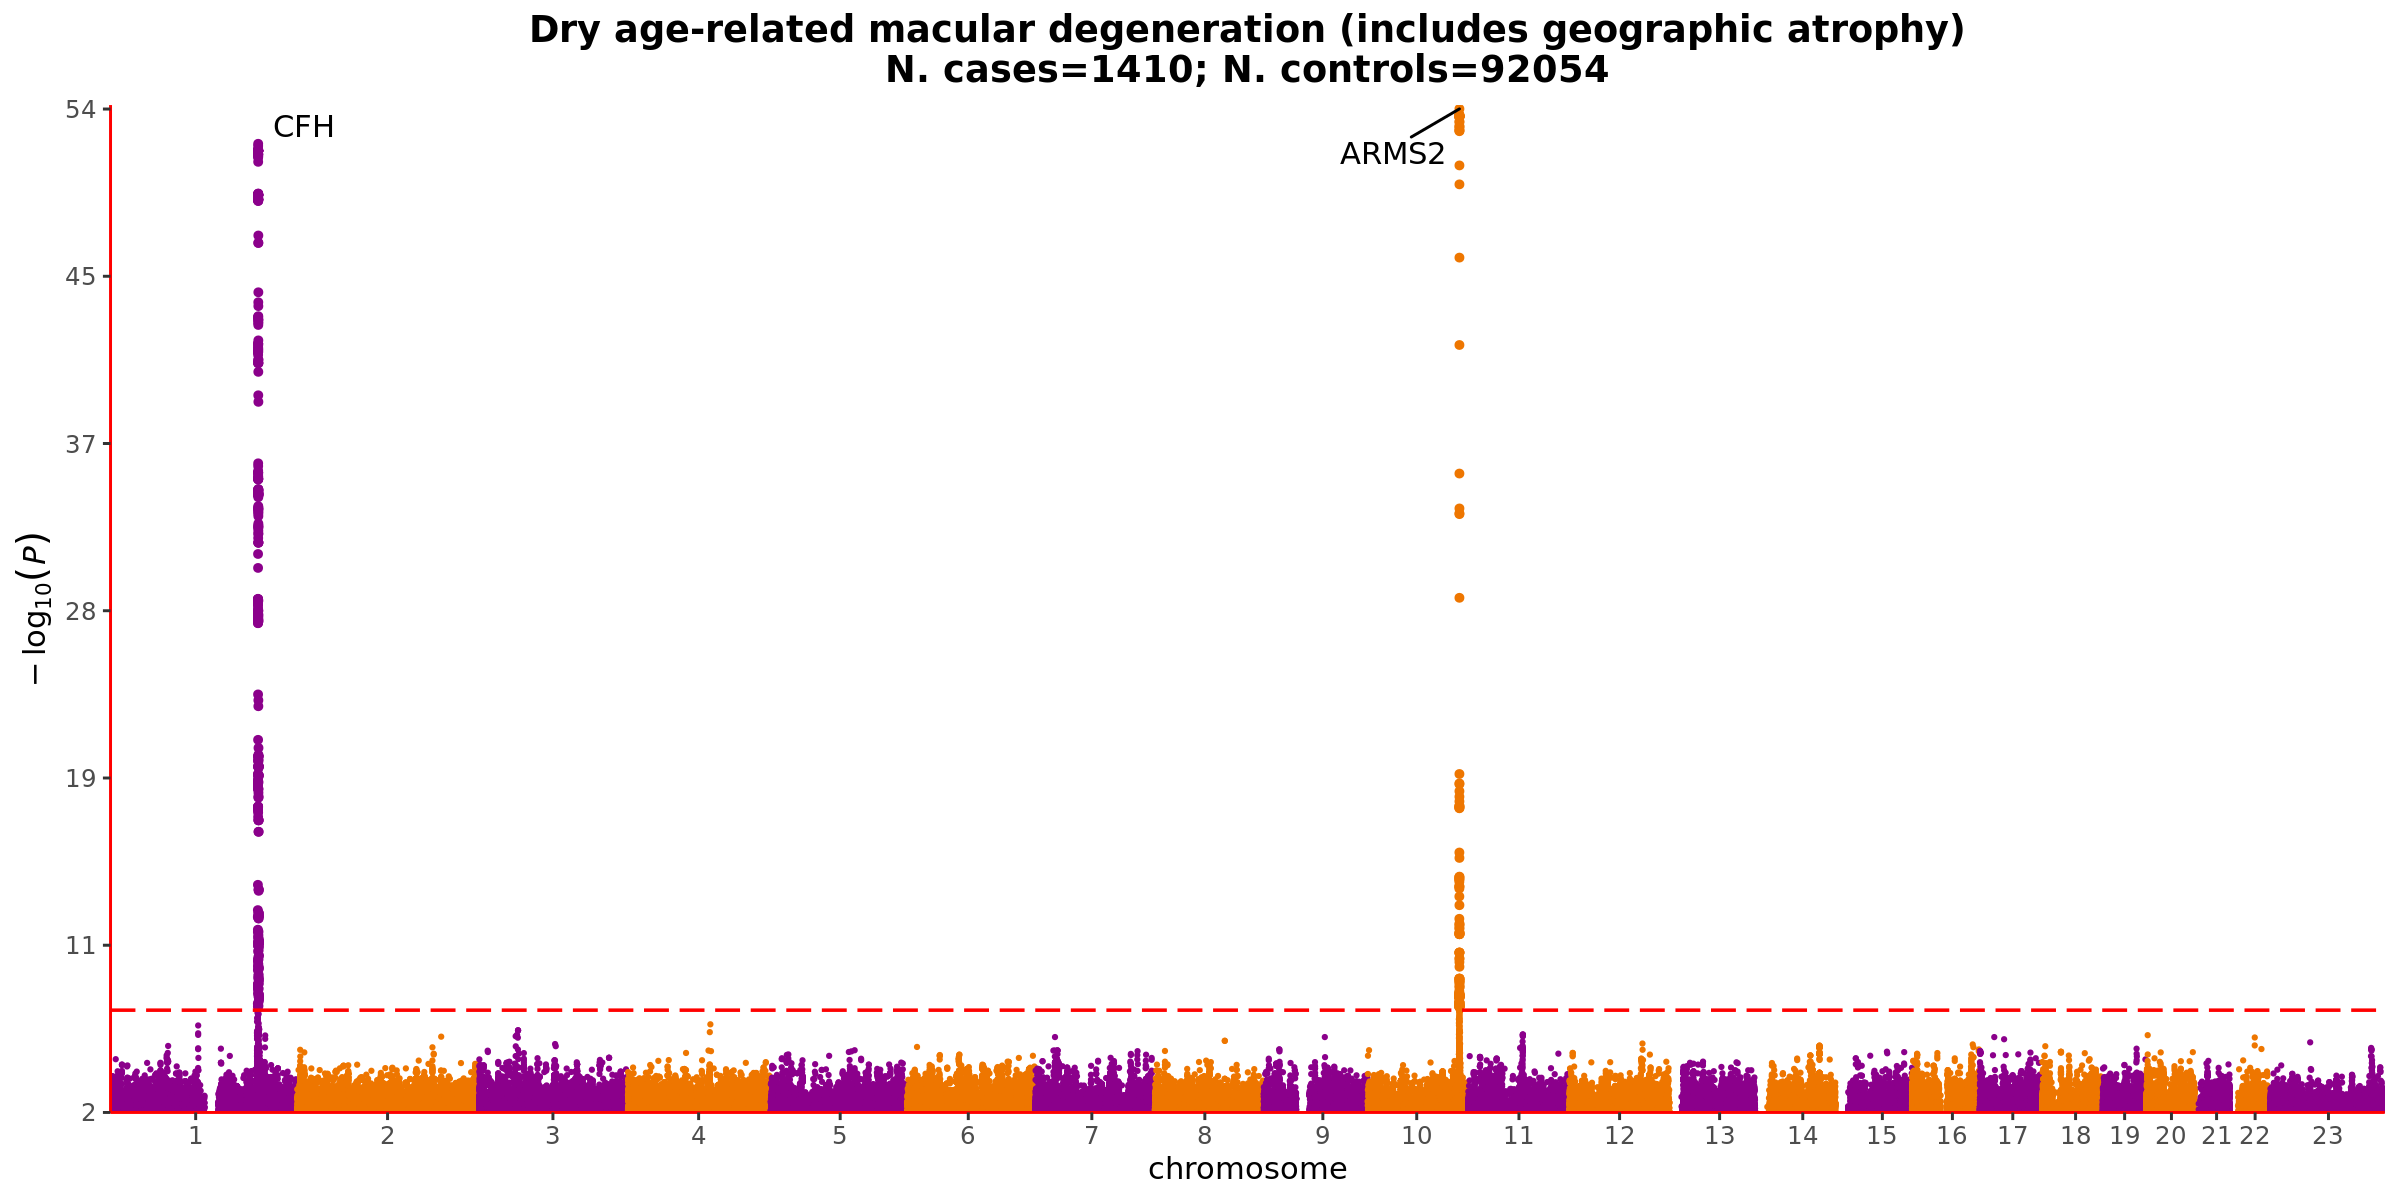 Dry age-related macular degeneration (includes geographic atrophy)
N. cases=1410; N. controls=92054
54
45
37
28
19
11
2
− log10(P)
CFH
ARMS2
1 2 3 4 5 6 7 8 9 10 11 12 13 14 15 16 17 18 19 20 21 22 23
chromosome